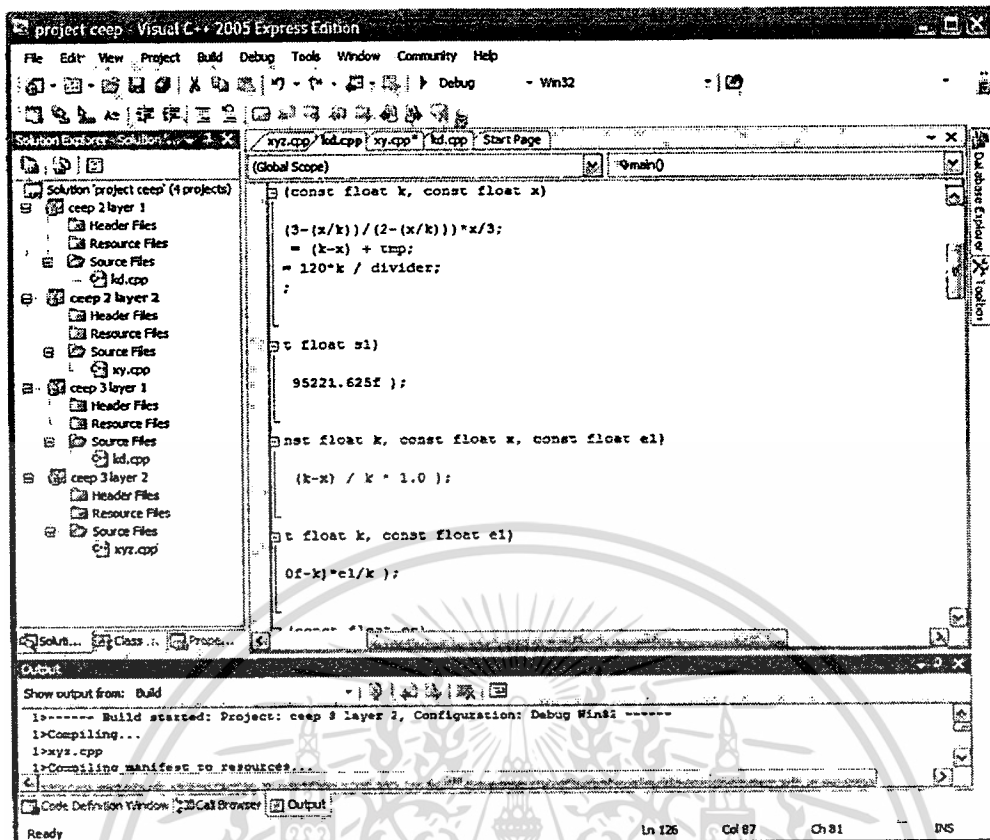 project ceep - Visual C++ 2005 Express Edition
File Edit View Project Build Debug Tools Window Community Help
Debug Win32
Solution Explorer - Solution...
xyz.cpp kd.cpp xy.cpp* kd.cpp Start Page
(Global Scope) main()
Solution 'project ceep' (4 projects)
ceep 2 layer 1
Header Files
Resource Files
Source Files
kd.cpp
ceep 2 layer 2
Header Files
Resource Files
Source Files
xy.cpp
ceep 3 layer 1
Header Files
Resource Files
Source Files
kd.cpp
ceep 3 layer 2
Header Files
Resource Files
Source Files
xyz.cpp
(const float k, const float x)
(3-(x/k))/(2-(x/k)))*x/3;
= (k-x) + tmp;
= 120*k / divider;
;
t float s1)
95221.625f );
nst float k, const float x, const float e1)
(k-x) / k * 1.0 );
t float k, const float e1)
0f-k)*e1/k );
Database Explorer Toolbox
Soluti... Class ... Prope...
Output
Show output from: Build
1>------ Build started: Project: ceep 3 layer 2, Configuration: Debug Win32 ------
1>Compiling...
1>xyz.cpp
1>Compiling manifest to resources...
Code Definition Window Call Browser Output
Ready Ln 126 Col 87 Ch 81 INS